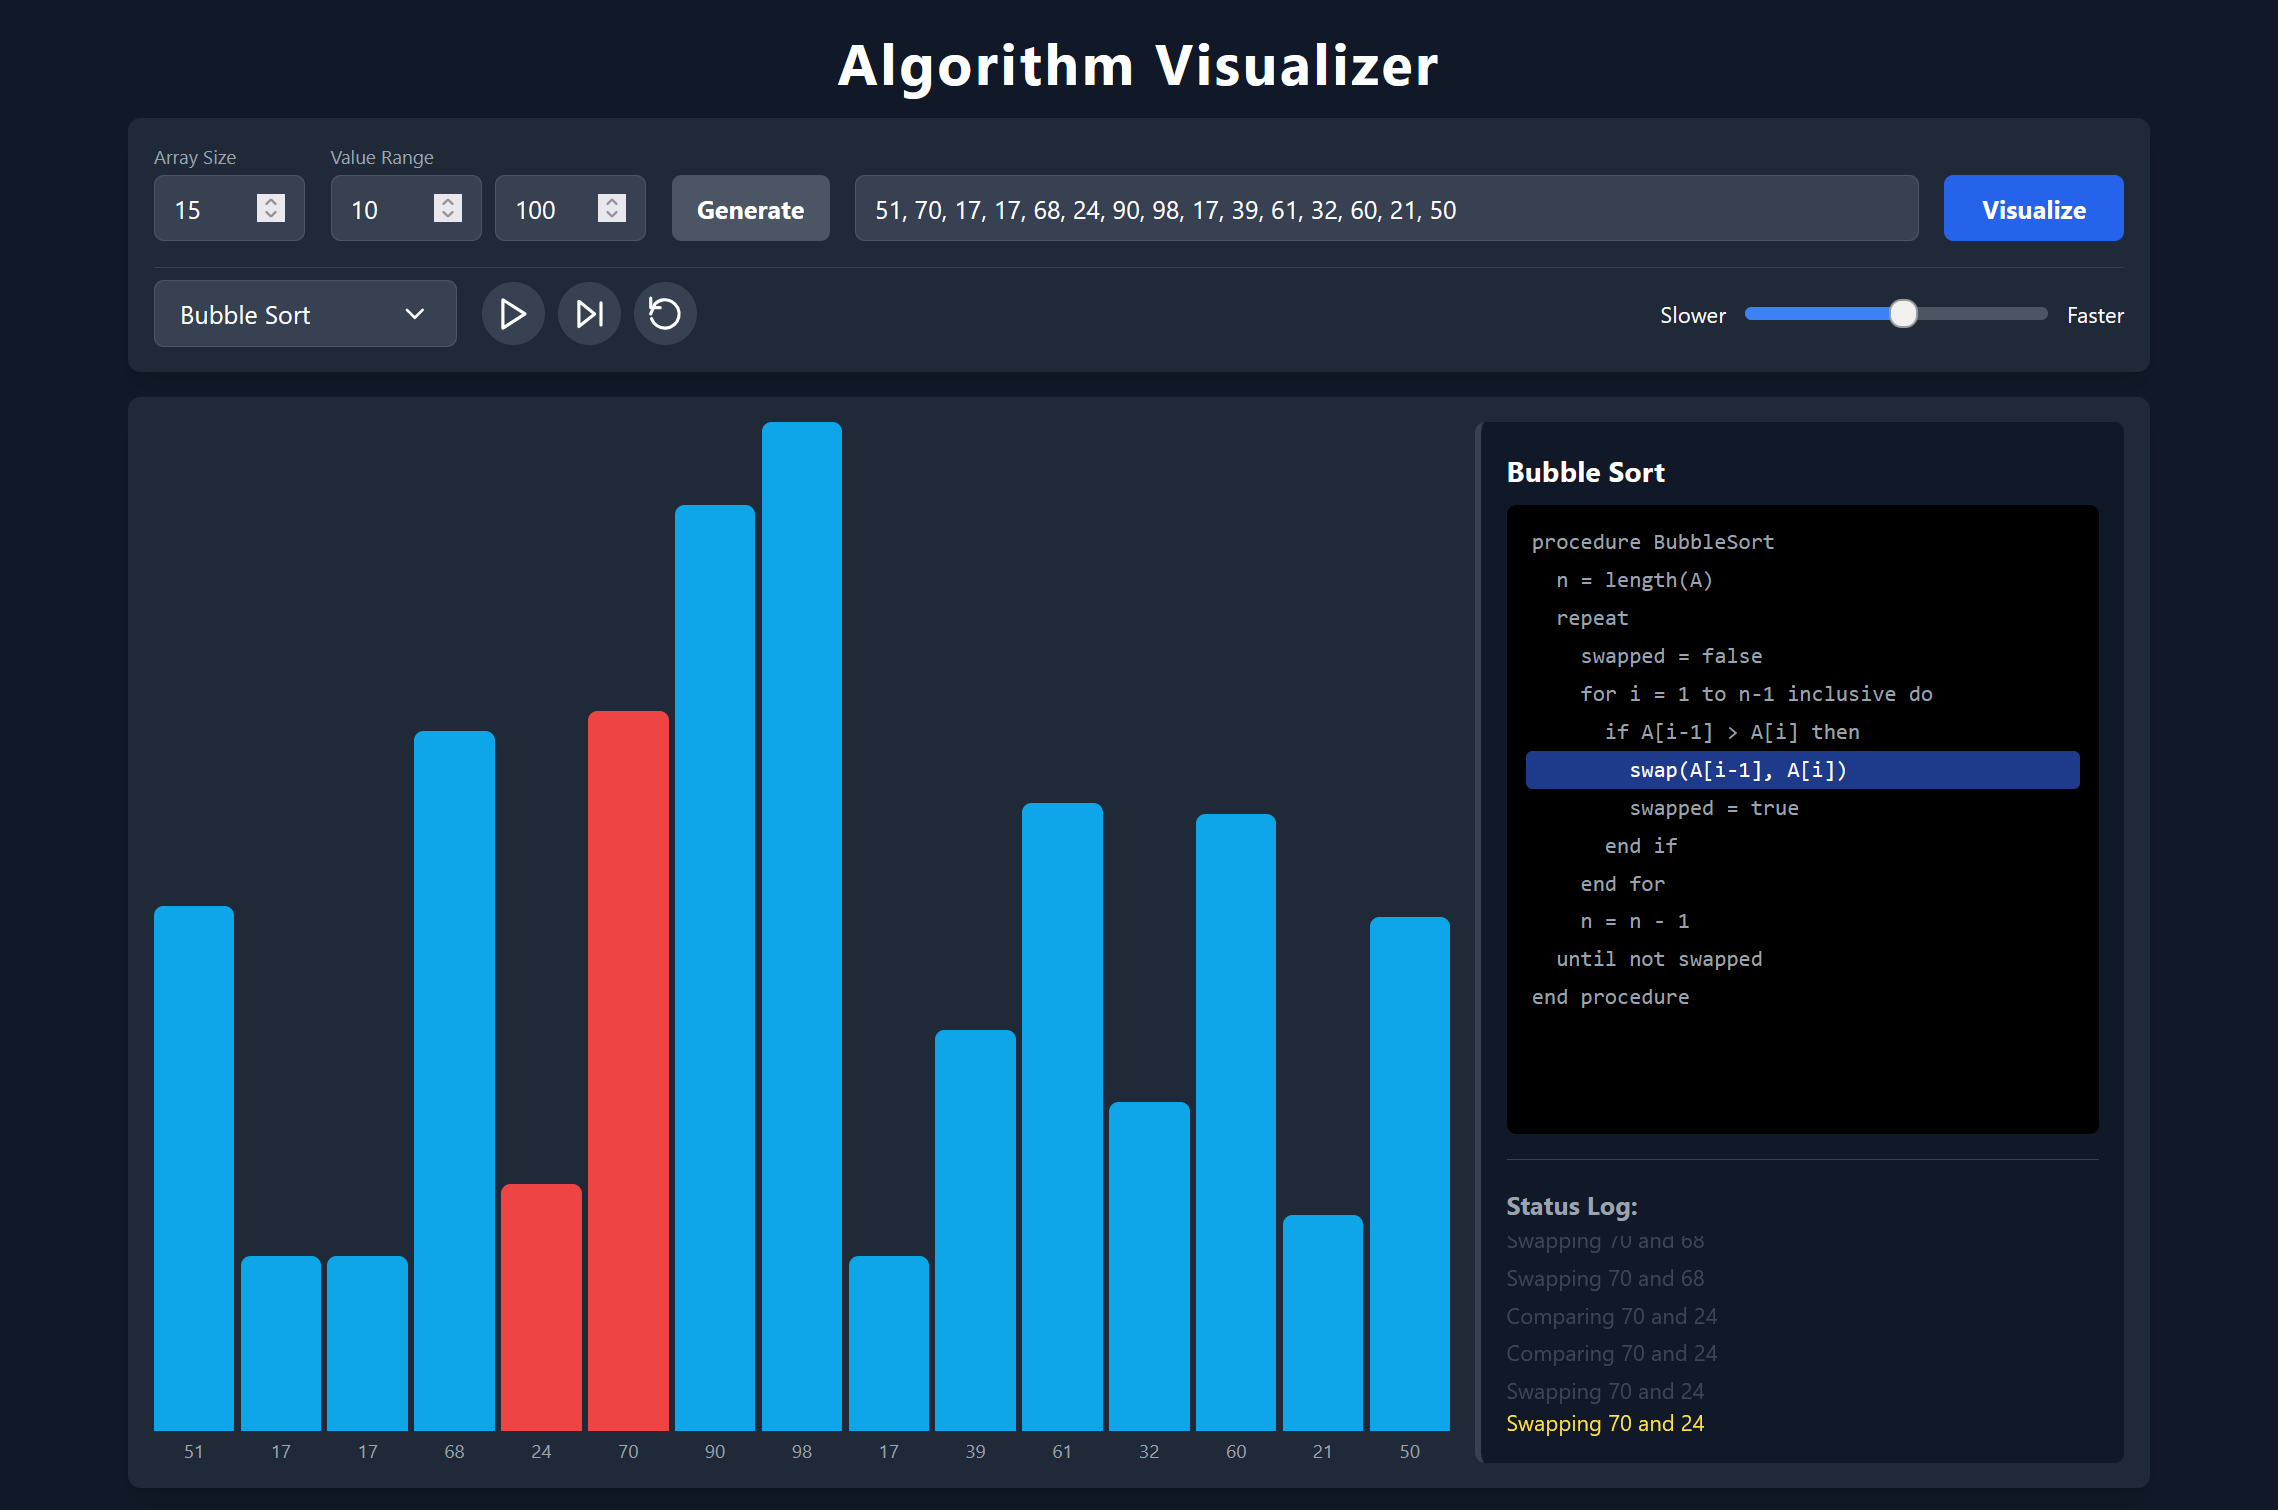 Algorithm Visualizer
Array Size
Value Range
15
10
100
Generate
51, 70, 17, 17, 68, 24, 90, 98, 17, 39, 61, 32, 60, 21, 50
Visualize
Bubble Sort
Slower
Faster
51 17 17 68 24 70 90 98 17 39 61 32 60 21 50
Bubble Sort
procedure BubbleSort
n = length(A)
repeat
swapped = false
for i = 1 to n-1 inclusive do
if A[i-1] > A[i] then
swap(A[i-1], A[i])
swapped = true
end if
end for
n = n - 1
until not swapped
end procedure
Status Log:
Swapping 70 and 68
Swapping 70 and 68
Comparing 70 and 24
Comparing 70 and 24
Swapping 70 and 24
Swapping 70 and 24